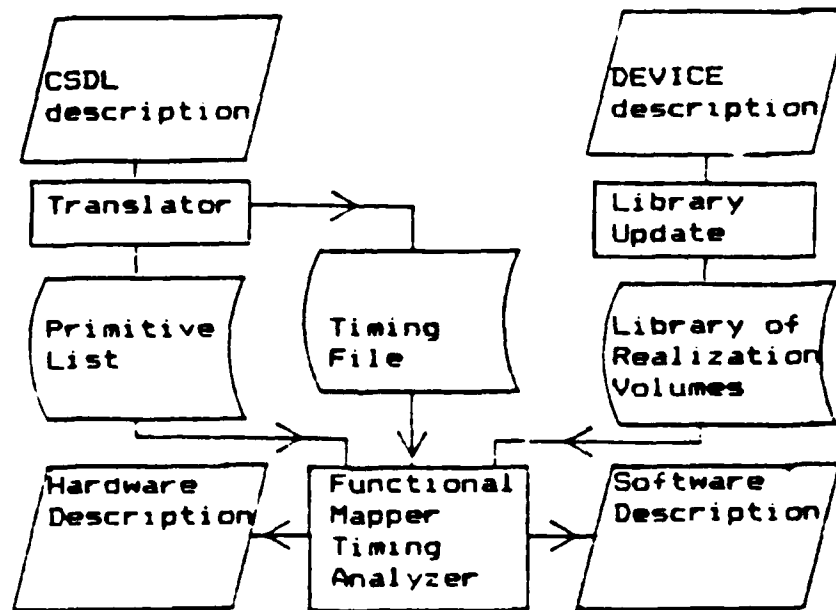 CSDL
description
DEVICE
description
Translator
Library
Update
Primitive
List
Timing
File
Library of
Realization
Volumes
Hardware
Description
Functional
Mapper
Timing
Analyzer
Software
Description